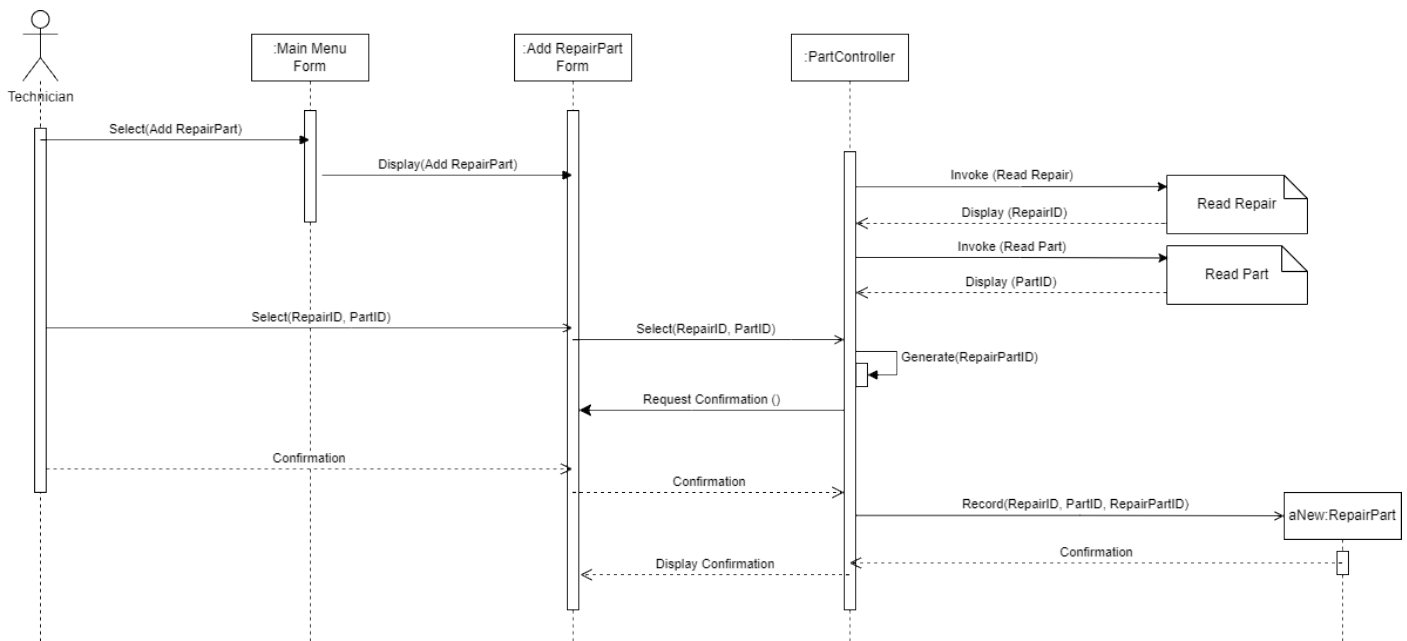 :Main Menu
Form
:Add RepairPart
Form
:PartController
Technician
Select(Add RepairPart)
Display(Add RepairPart)
Invoke (Read Repair)
Read Repair
Display (RepairID)
Invoke (Read Part)
Read Part
Display (PartID)
Select(RepairID, PartID)
Select(RepairID, PartID)
Generate(RepairPartID)
Request Confirmation ()
Confirmation
Confirmation
Record(RepairID, PartID, RepairPartID)
aNew:RepairPart
Confirmation
Display Confirmation